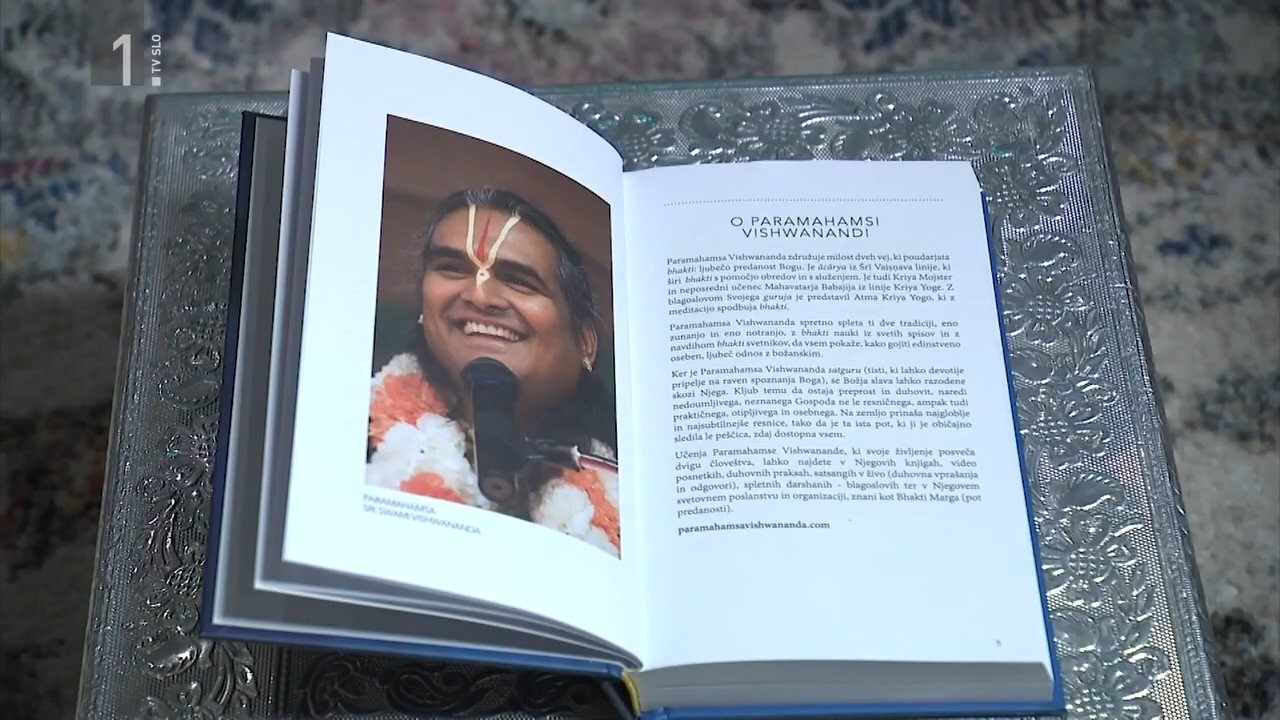 1
TV SLO
PARAMAHAMSA
SRI SWAMI VISHWANANDA
O PARAMAHAMSI
VISHWANANDI
Paramahamsa Vishwananda združuje milost dveh vej, ki poudarjata
bhakti: ljubečo predanost Bogu. Je ācārya iz Śrī Vaiṣṇava linije, ki
širi bhakti s pomočjo obredov in s služenjem. Je tudi Kriya Mojster
in neposredni učenec Mahavatarja Babajija iz linije Kriya Yoge. Z
blagoslovom Svojega guruja je predstavil Atma Kriya Yogo, ki z
meditacijo spodbuja bhakti.
Paramahamsa Vishwananda spretno spleta ti dve tradiciji, eno
zunanjo in eno notranjo, z bhakti nauki iz svetih spisov in z
navdihom bhakti svetnikov, da vsem pokaže, kako gojiti edinstveno
oseben, ljubeč odnos z božanskim.
Ker je Paramahamsa Vishwananda satguru (tisti, ki lahko devotije
pripelje na raven spoznanja Boga), se Božja slava lahko razodene
skozi Njega. Kljub temu da ostaja preprost in duhovit, naredi
nedoumljivega, neznanega Gospoda ne le resničnega, ampak tudi
praktičnega, otipljivega in osebnega. Na zemljo prinaša najgloblje
in najsubtilnejše resnice, tako da je ta ista pot, ki ji je običajno
sledila le peščica, zdaj dostopna vsem.
Učenja Paramahamse Vishwanande, ki svoje življenje posveča
dvigu človeštva, lahko najdete v Njegovih knjigah, video
posnetkih, duhovnih praksah, satsangih v živo (duhovna vprašanja
in odgovori), spletnih darshanih - blagoslovih ter v Njegovem
svetovnem poslanstvu in organizaciji, znani kot Bhakti Marga (pot
predanosti).
paramahamsavishwananda.com